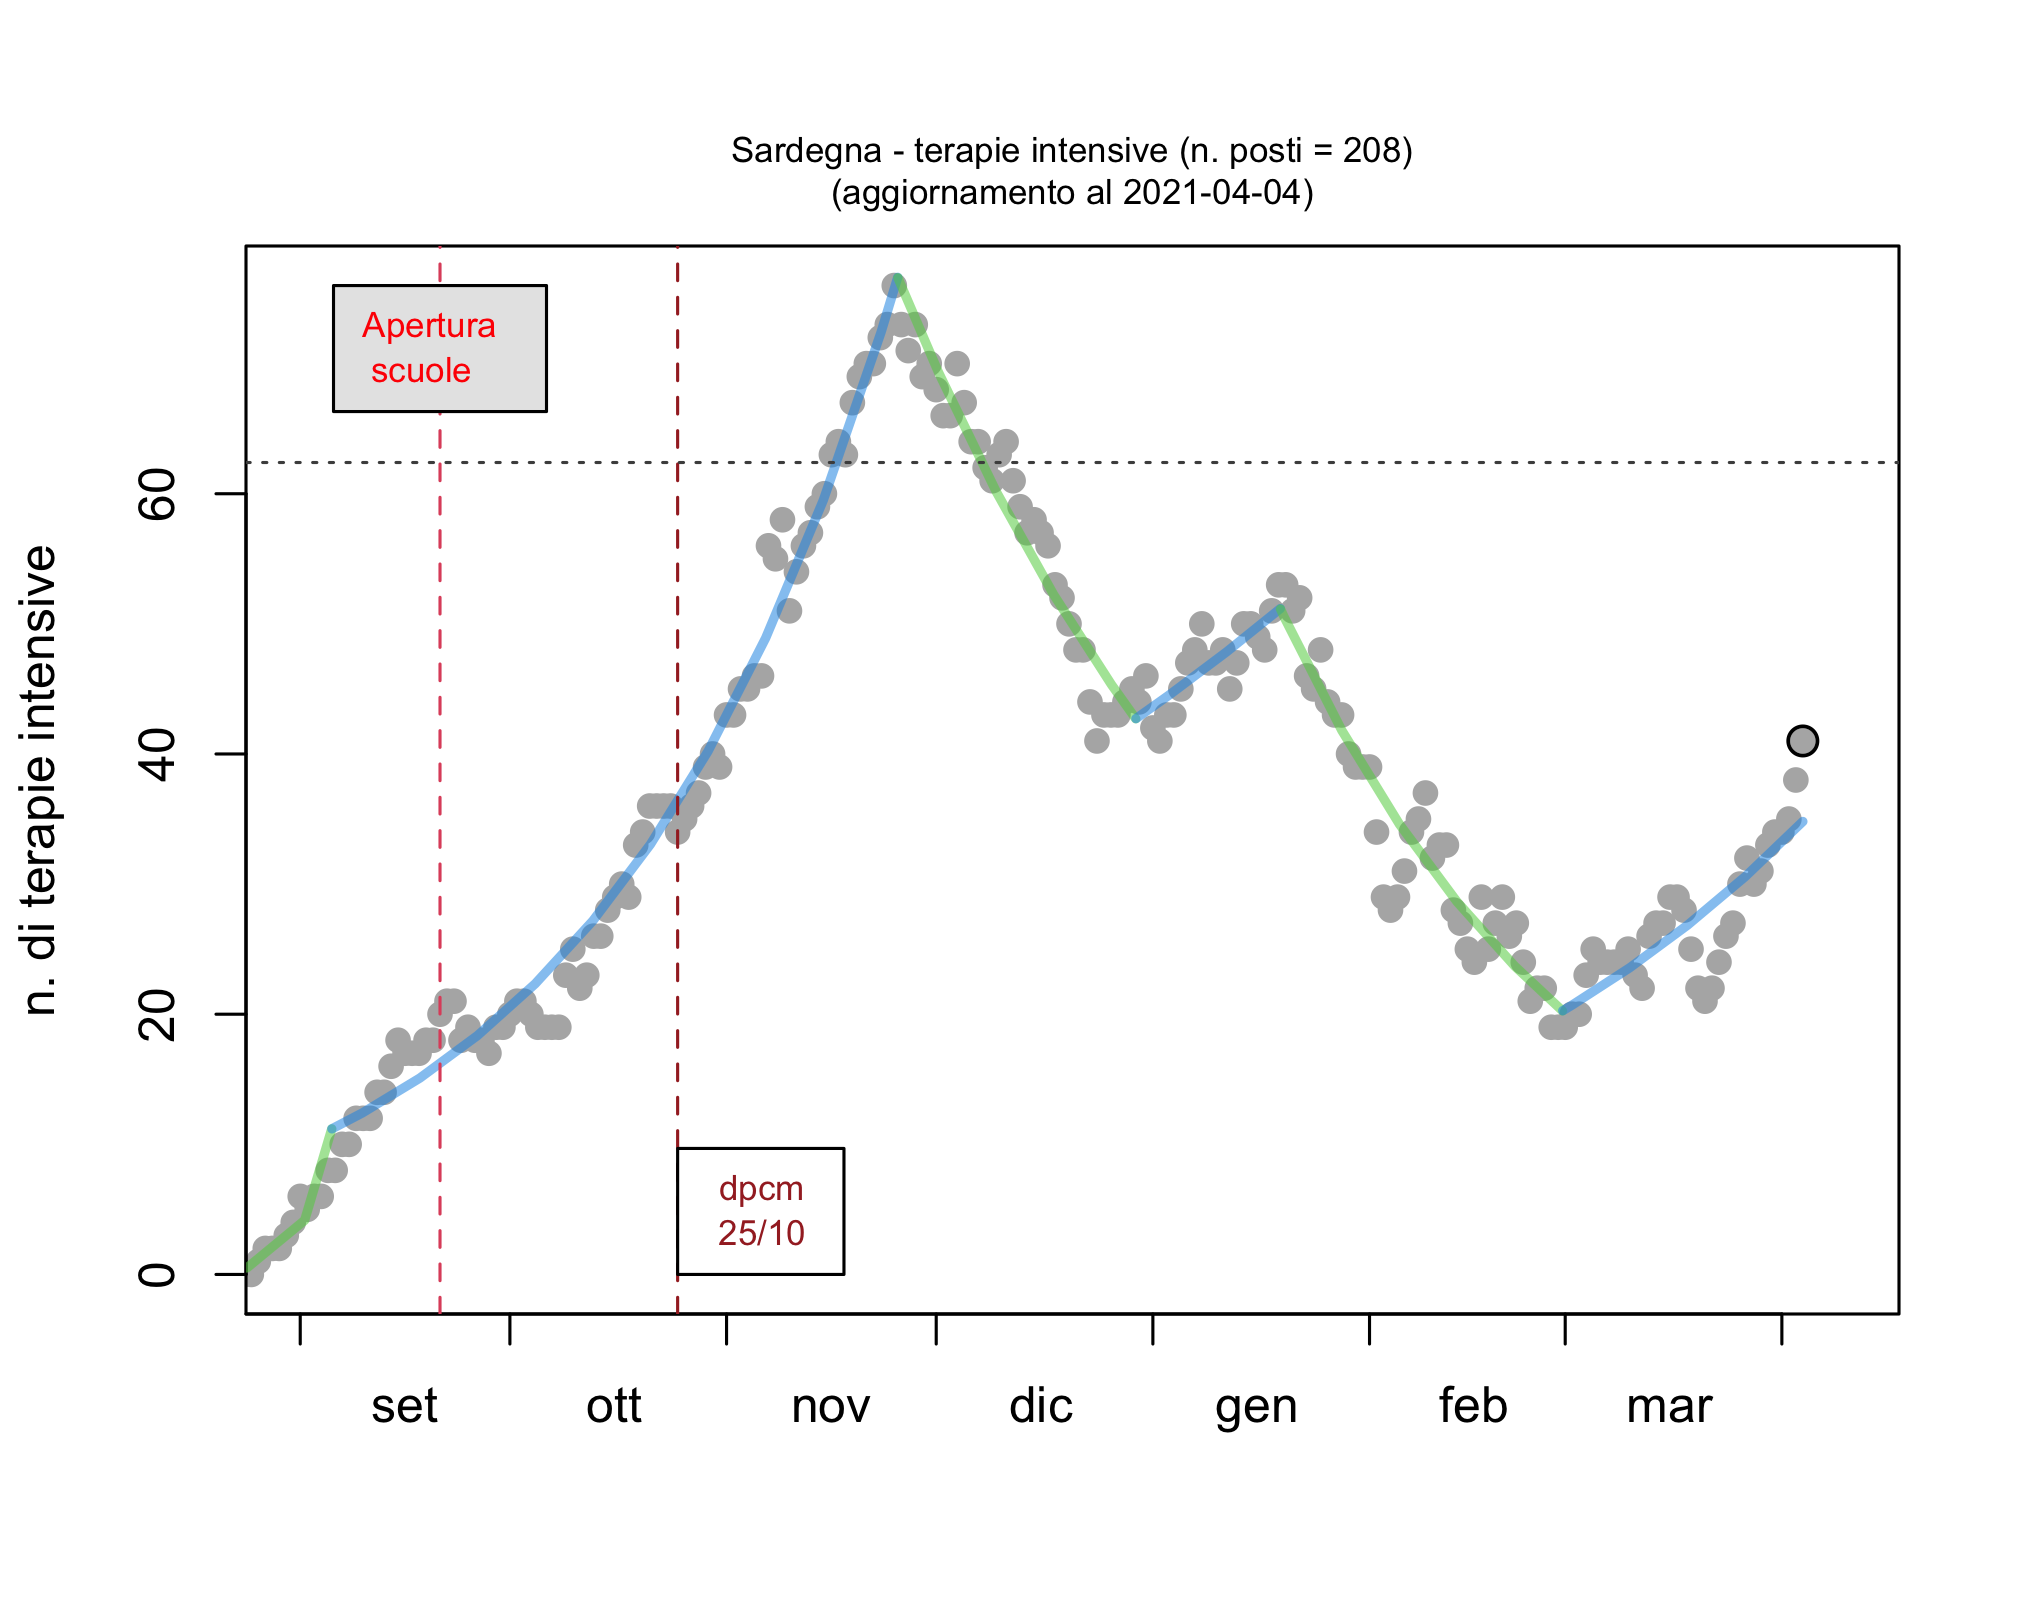 Sardegna - terapie intensive (n. posti = 208)
(aggiornamento al 2021-04-04)
Apertura
scuole
n. di terapie intensive
60
40
20
0
dpcm
25/10
set ott nov dic gen feb mar